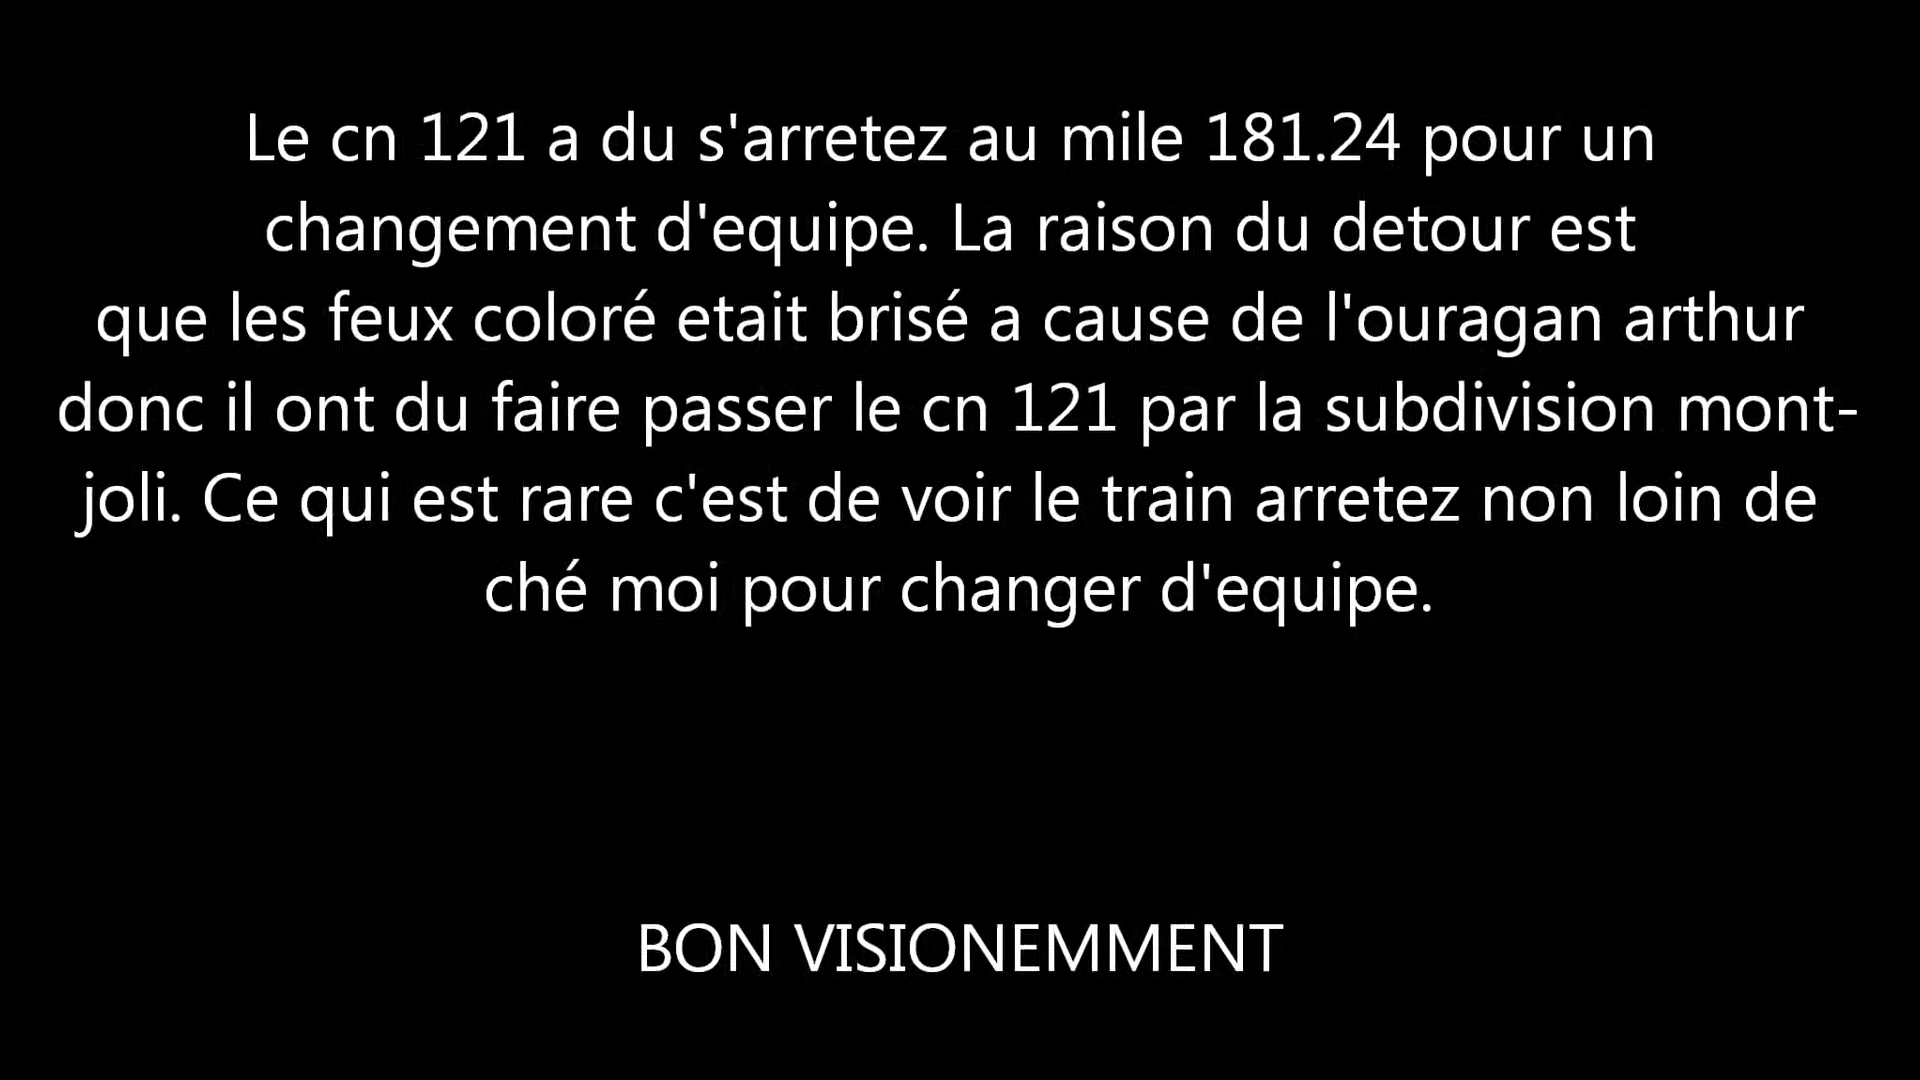 Le cn 121 a du s'arretez au mile 181.24 pour un
changement d'equipe. La raison du detour est
que les feux coloré etait brisé a cause de l'ouragan arthur
donc il ont du faire passer le cn 121 par la subdivision mont-
joli. Ce qui est rare c'est de voir le train arretez non loin de
ché moi pour changer d'equipe.
BON VISIONEMMENT